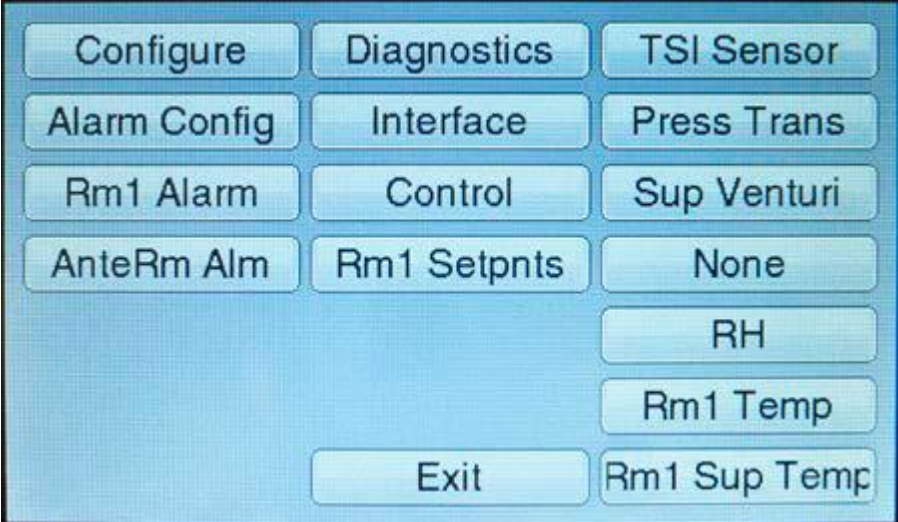 Configure
Diagnostics
TSI Sensor
Alarm Config
Interface
Press Trans
Rm1 Alarm
Control
Sup Venturi
AnteRm Alm
Rm1 Setpnts
None
RH
Rm1 Temp
Exit
Rm1 Sup Temp